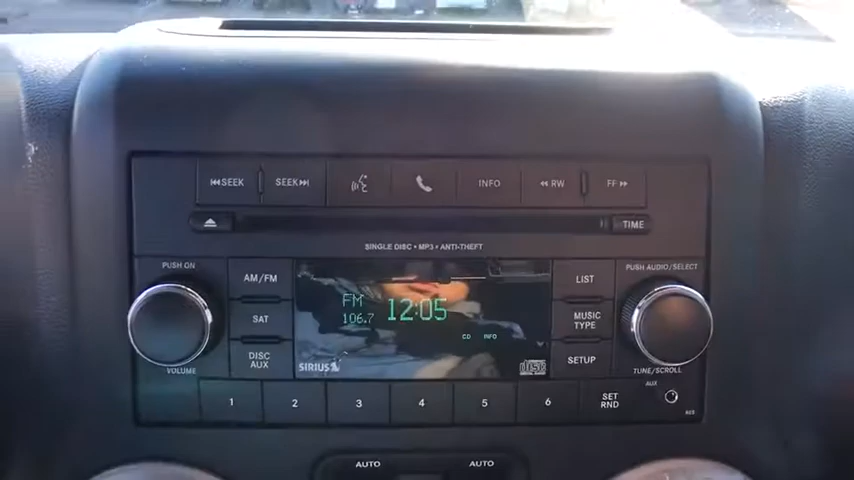 SEEK SEEK INFO RW FF
TIME
SINGLE DISC • MP3 • ANTI-THEFT
PUSH ON AM/FM LIST PUSH AUDIO/SELECT
FM 12:05
106.7
SAT MUSIC
TYPE
CD INFO
DISC
AUX SIRIUS SETUP
VOLUME TUNE/SCROLL
AUX
1 2 3 4 5 6 SET
RND
AUTO AUTO